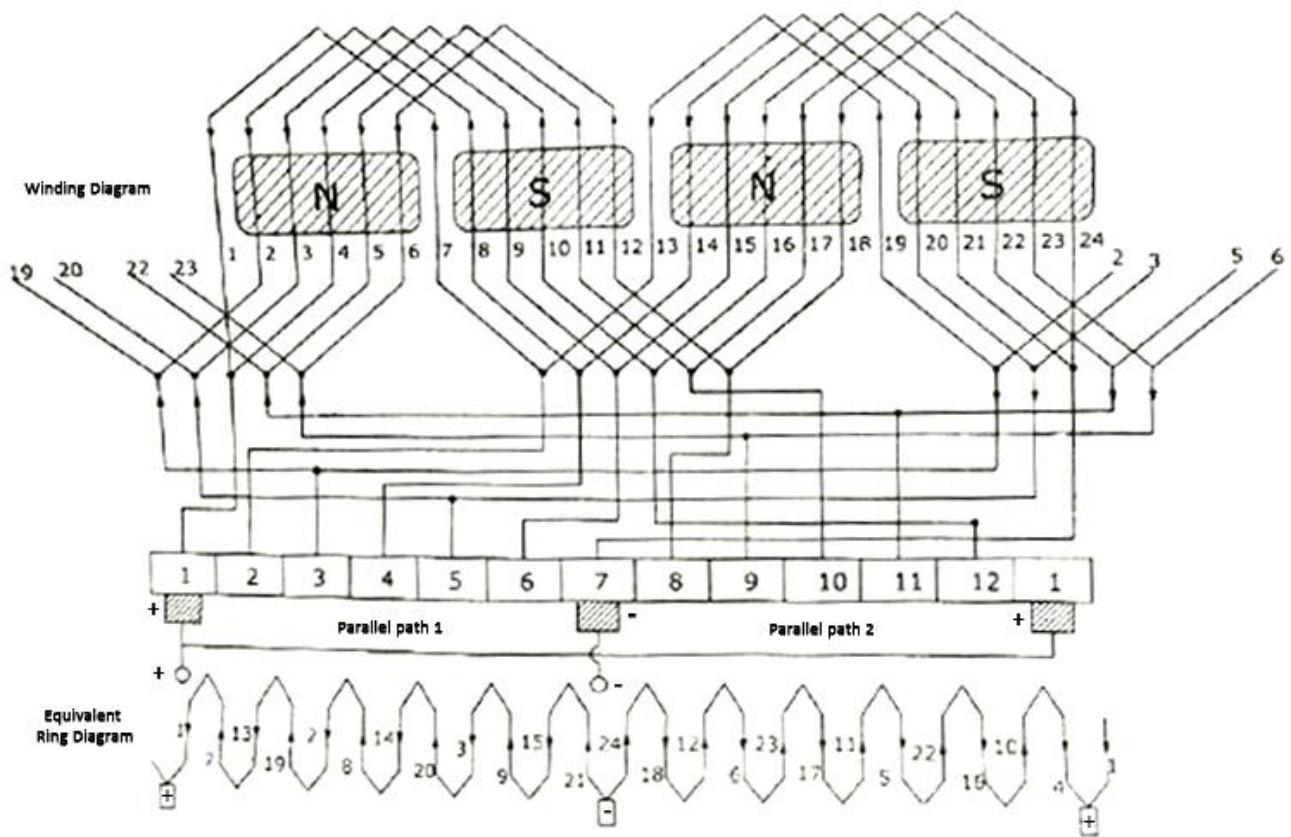 N S N S
Winding Diagram
1 2 3 4 5 6 7 8 9 10 11 12 13 14 15 16 17 18 19 20 21 22 23 24
19 20 22 23
2 3 5 6
1 2 3 4 5 6 7 8 9 10 11 12 1
+ - +
Parallel path 1 Parallel path 2
+ -
Equivalent
Ring Diagram
1 13 2 14 3 15 24 12 23 11 22 10 1
7 19 8 20 9 21 18 6 17 5 16 4
+ - +